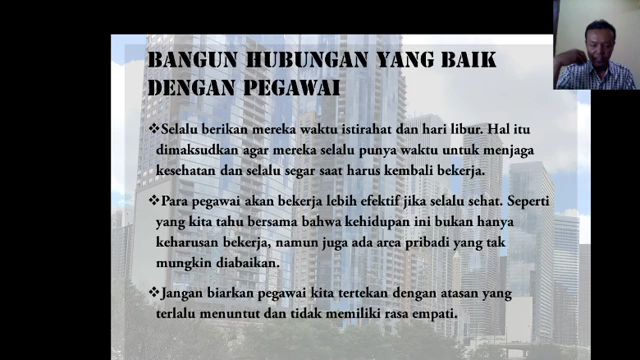 BANGUN HUBUNGAN YANG BAIK
DENGAN PEGAWAI
❖Selalu berikan mereka waktu istirahat dan hari libur. Hal itu
dimaksudkan agar mereka selalu punya waktu untuk menjaga
kesehatan dan selalu segar saat harus kembali bekerja.
❖Para pegawai akan bekerja lebih efektif jika selalu sehat. Seperti
yang kita tahu bersama bahwa kehidupan ini bukan hanya
keharusan bekerja, namun juga ada area pribadi yang tak
mungkin diabaikan.
❖Jangan biarkan pegawai kita tertekan dengan atasan yang
terlalu menuntut dan tidak memiliki rasa empati.